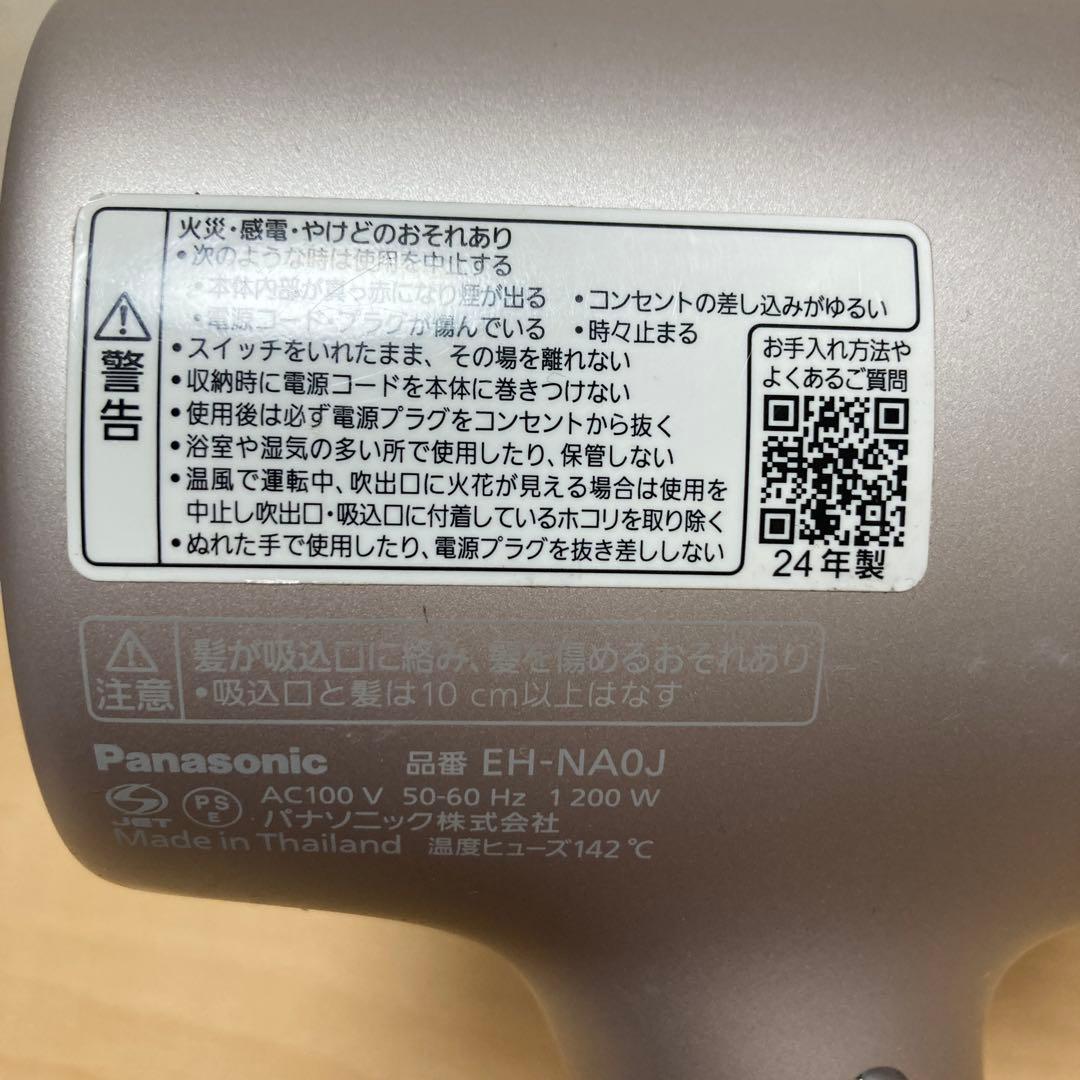 警告
火災・感電・やけどのおそれあり
・次のような時は使用を中止する
・本体内部が真っ赤になり煙が出る ・コンセントの差し込みがゆるい
・電源コード・プラグが傷んでいる ・時々止まる
・スイッチをいれたまま、その場を離れない
・収納時に電源コードを本体に巻きつけない
・使用後は必ず電源プラグをコンセントから抜く
・浴室や湿気の多い所で使用したり、保管しない
・温風で運転中、吹出口に火花が見える場合は使用を
中止し吹出口・吸込口に付着しているホコリを取り除く
・ぬれた手で使用したり、電源プラグを抜き差ししない
お手入れ方法や
よくあるご質問
24年製
注意
髪が吸込口に絡み、髪を傷めるおそれあり
・吸込口と髪は10 cm以上はなす
Panasonic 品番 EH-NA0J
JET PSE AC100 V 50-60 Hz 1 200 W
パナソニック株式会社
Made in Thailand 温度ヒューズ142 ℃